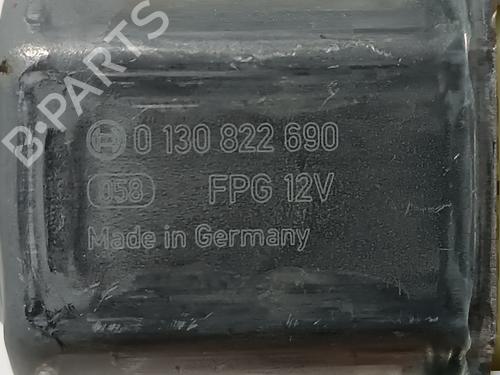 B-PARTS
0 130 822 690
058 FPG 12V
Made in Germany